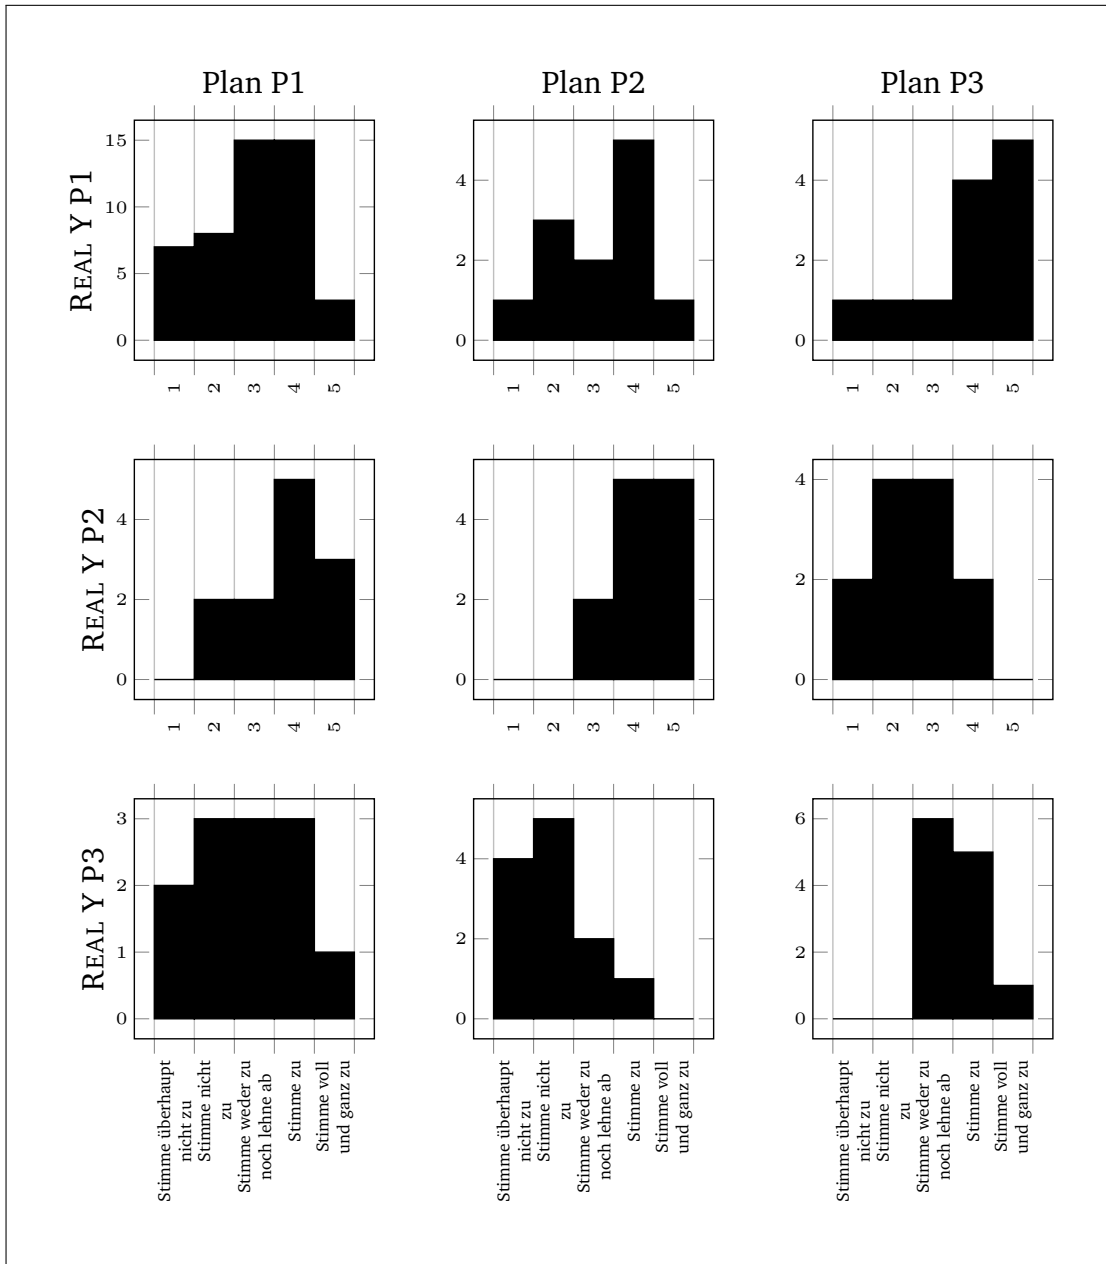 Plan P1
Plan P2
Plan P3
REAL Y P1
15
10
5
0
1
2
3
4
5
4
2
0
1
2
3
4
5
4
2
0
1
2
3
4
5
REAL Y P2
4
2
0
1
2
3
4
5
4
2
0
1
2
3
4
5
4
2
0
1
2
3
4
5
REAL Y P3
3
2
1
0
Stimme überhaupt
nicht zu
Stimme nicht
zu
Stimme weder zu
noch lehne ab
Stimme zu
Stimme voll
und ganz zu
4
2
0
Stimme überhaupt
nicht zu
Stimme nicht
zu
Stimme weder zu
noch lehne ab
Stimme zu
Stimme voll
und ganz zu
6
4
2
0
Stimme überhaupt
nicht zu
Stimme nicht
zu
Stimme weder zu
noch lehne ab
Stimme zu
Stimme voll
und ganz zu